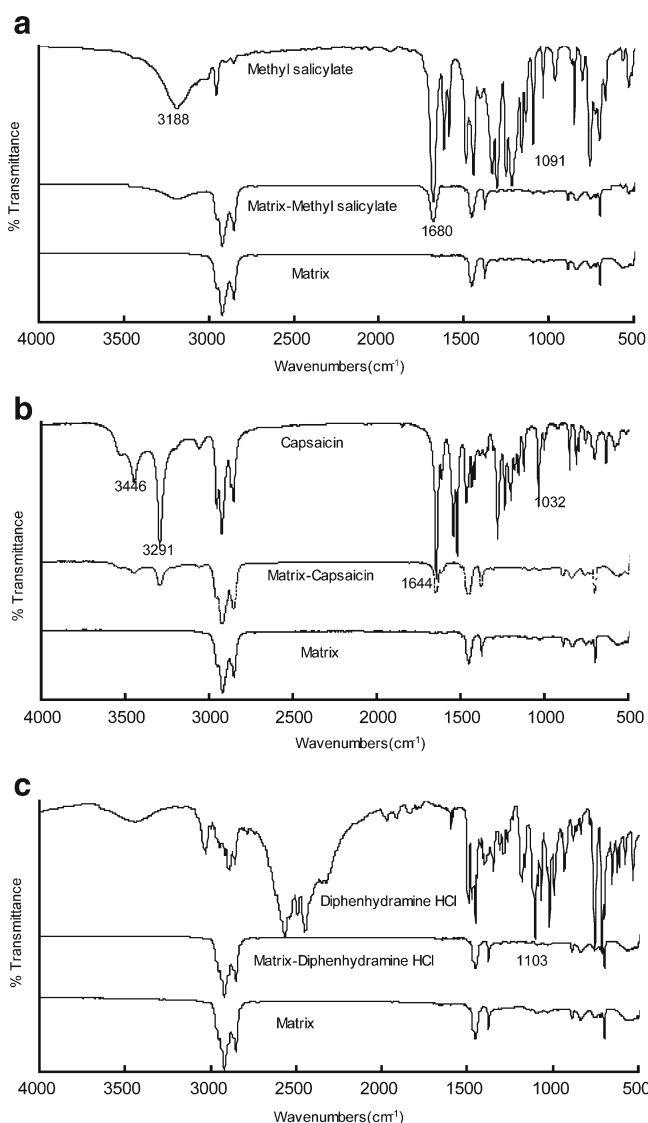 a
Methyl salicylate
3188
1091
Matrix-Methyl salicylate
1680
Matrix
% Transmittance
4000 3500 3000 2500 2000 1500 1000 500
Wavenumbers(cm-1)
b
Capsaicin
3446
1032
3291
Matrix-Capsaicin
1644
Matrix
% Transmittance
4000 3500 3000 2500 2000 1500 1000 500
Wavenumbers(cm-1)
c
Diphenhydramine HCl
Matrix-Diphenhydramine HCl
1103
Matrix
% Transmittance
4000 3500 3000 2500 2000 1500 1000 500
Wavenumbers(cm-1)